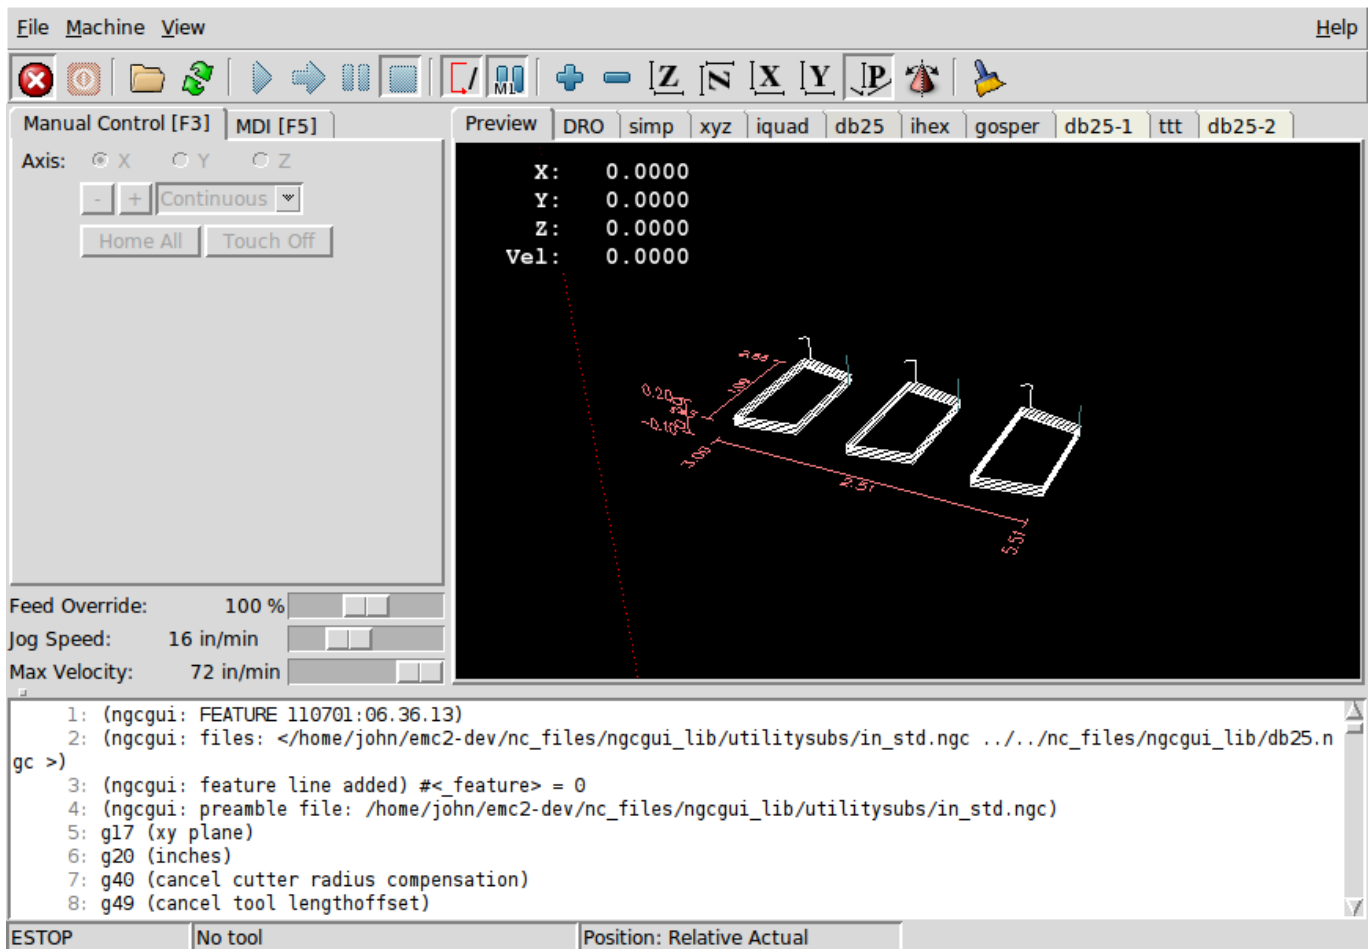 File Machine View Help
M1 Z N X Y P
Manual Control [F3] MDI [F5] Preview DRO simp xyz iquad db25 ihex gosper db25-1 ttt db25-2
Axis: X Y Z
- + Continuous
Home All Touch Off
X: 0.0000
Y: 0.0000
Z: 0.0000
Vel: 0.0000
0.20
3.00
2.51
5.51
Feed Override: 100 %
Jog Speed: 16 in/min
Max Velocity: 72 in/min
1: (ngcgui: FEATURE 110701:06.36.13)
2: (ngcgui: files: </home/john/emc2-dev/nc_files/ngcgui_lib/utilitysubs/in_std.ngc ../../nc_files/ngcgui_lib/db25.n
gc >)
3: (ngcgui: feature line added) #<_feature> = 0
4: (ngcgui: preamble file: /home/john/emc2-dev/nc_files/ngcgui_lib/utilitysubs/in_std.ngc)
5: g17 (xy plane)
6: g20 (inches)
7: g40 (cancel cutter radius compensation)
8: g49 (cancel tool lengthoffset)
ESTOP No tool Position: Relative Actual